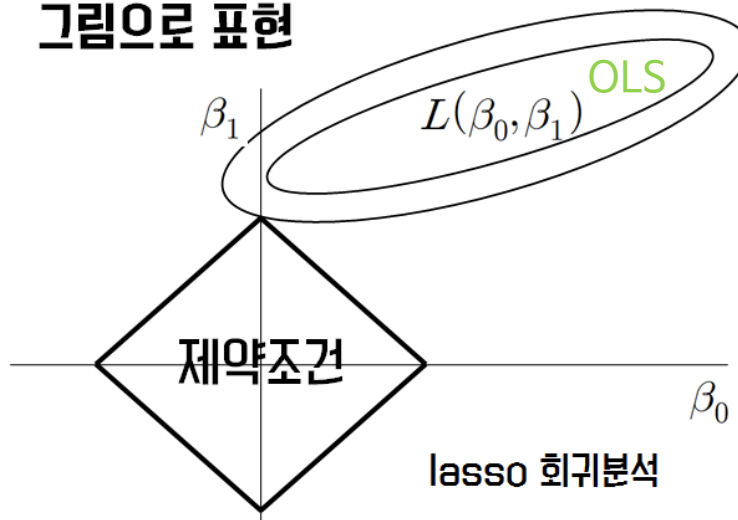 그림으로 표현
OLS
β₁
L(β₀,β₁)
제약조건
β₀
lasso 회귀분석